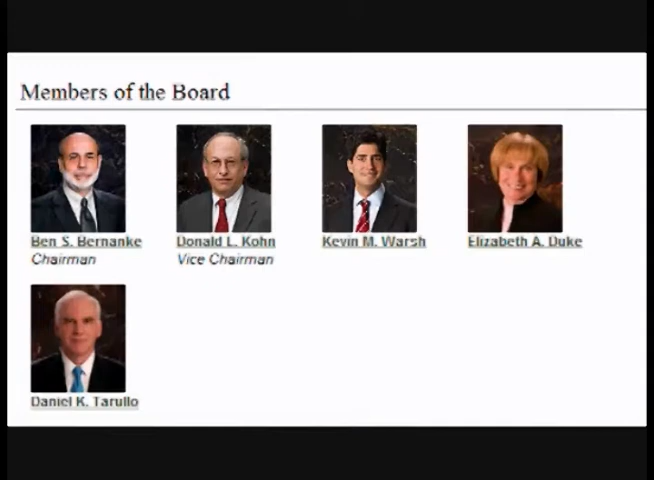 Members of the Board
Ben S. Bernanke
Chairman
Donald L. Kohn
Vice Chairman
Kevin M. Warsh
Elizabeth A. Duke
Daniel K. Tarullo